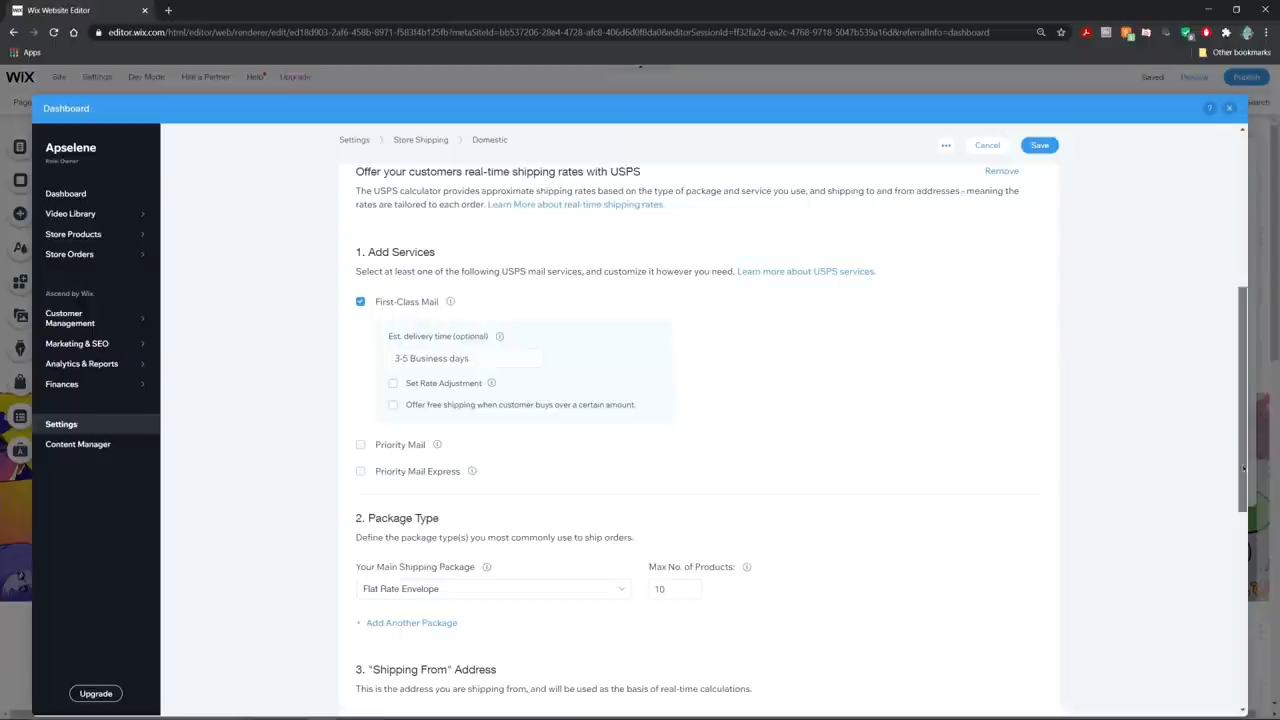 Wix Website Editor
editor.wix.com/html/editor/web/renderer/edit/ed18d903-2af6-458b-8971-f583f4b125fb?metaSiteId=bb537206-28e4-4728-afc8-406d6d0f8da08&editorSessionId=ff32fa2d-ea2c-4768-9718-5047b539a16d&referralInfo=dashboard
Apps
Other bookmarks
WiX Site Settings Dev Mode Hire a Partner Help Upgrade Saved Preview Publish
Page
Dashboard
?
Apselene
Role: Owner
Dashboard
Video Library
Store Products
Store Orders
Ascend by Wix
Customer
Management
Marketing & SEO
Analytics & Reports
Finances
Settings
Content Manager
Upgrade
Settings > Store Shipping > Domestic
Cancel
Save
Offer your customers real-time shipping rates with USPS
Remove
The USPS calculator provides approximate shipping rates based on the type of package and service you use, and shipping to and from addresses - meaning the
rates are tailored to each order. Learn More about real-time shipping rates.
1. Add Services
Select at least one of the following USPS mail services, and customize it however you need. Learn more about USPS services.
First-Class Mail
Est. delivery time (optional)
3-5 Business days
Set Rate Adjustment
Offer free shipping when customer buys over a certain amount.
Priority Mail
Priority Mail Express
2. Package Type
Define the package type(s) you most commonly use to ship orders.
Your Main Shipping Package
Max No. of Products:
Flat Rate Envelope
10
+ Add Another Package
3. "Shipping From" Address
This is the address you are shipping from, and will be used as the basis of real-time calculations.